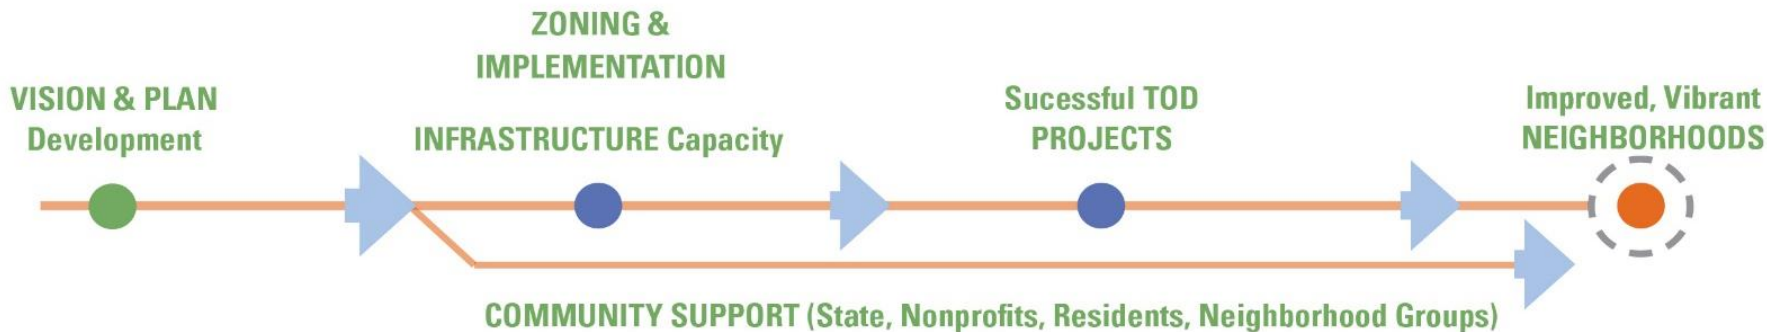 VISION & PLAN
Development
ZONING &
IMPLEMENTATION
INFRASTRUCTURE Capacity
Sucessful TOD
PROJECTS
Improved, Vibrant
NEIGHBORHOODS
COMMUNITY SUPPORT (State, Nonprofits, Residents, Neighborhood Groups)